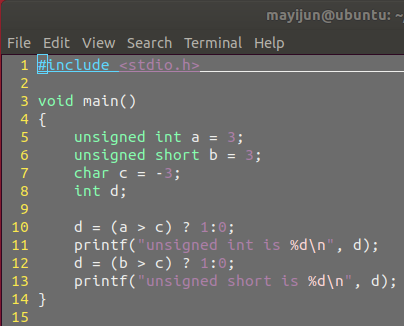 mayijun@ubuntu: ~
File Edit View Search Terminal Help
1 #include <stdio.h>
2
3 void main()
4 {
5     unsigned int a = 3;
6     unsigned short b = 3;
7     char c = -3;
8     int d;
9
10     d = (a > c) ? 1:0;
11     printf("unsigned int is %d\n", d);
12     d = (b > c) ? 1:0;
13     printf("unsigned short is %d\n", d);
14 }
15